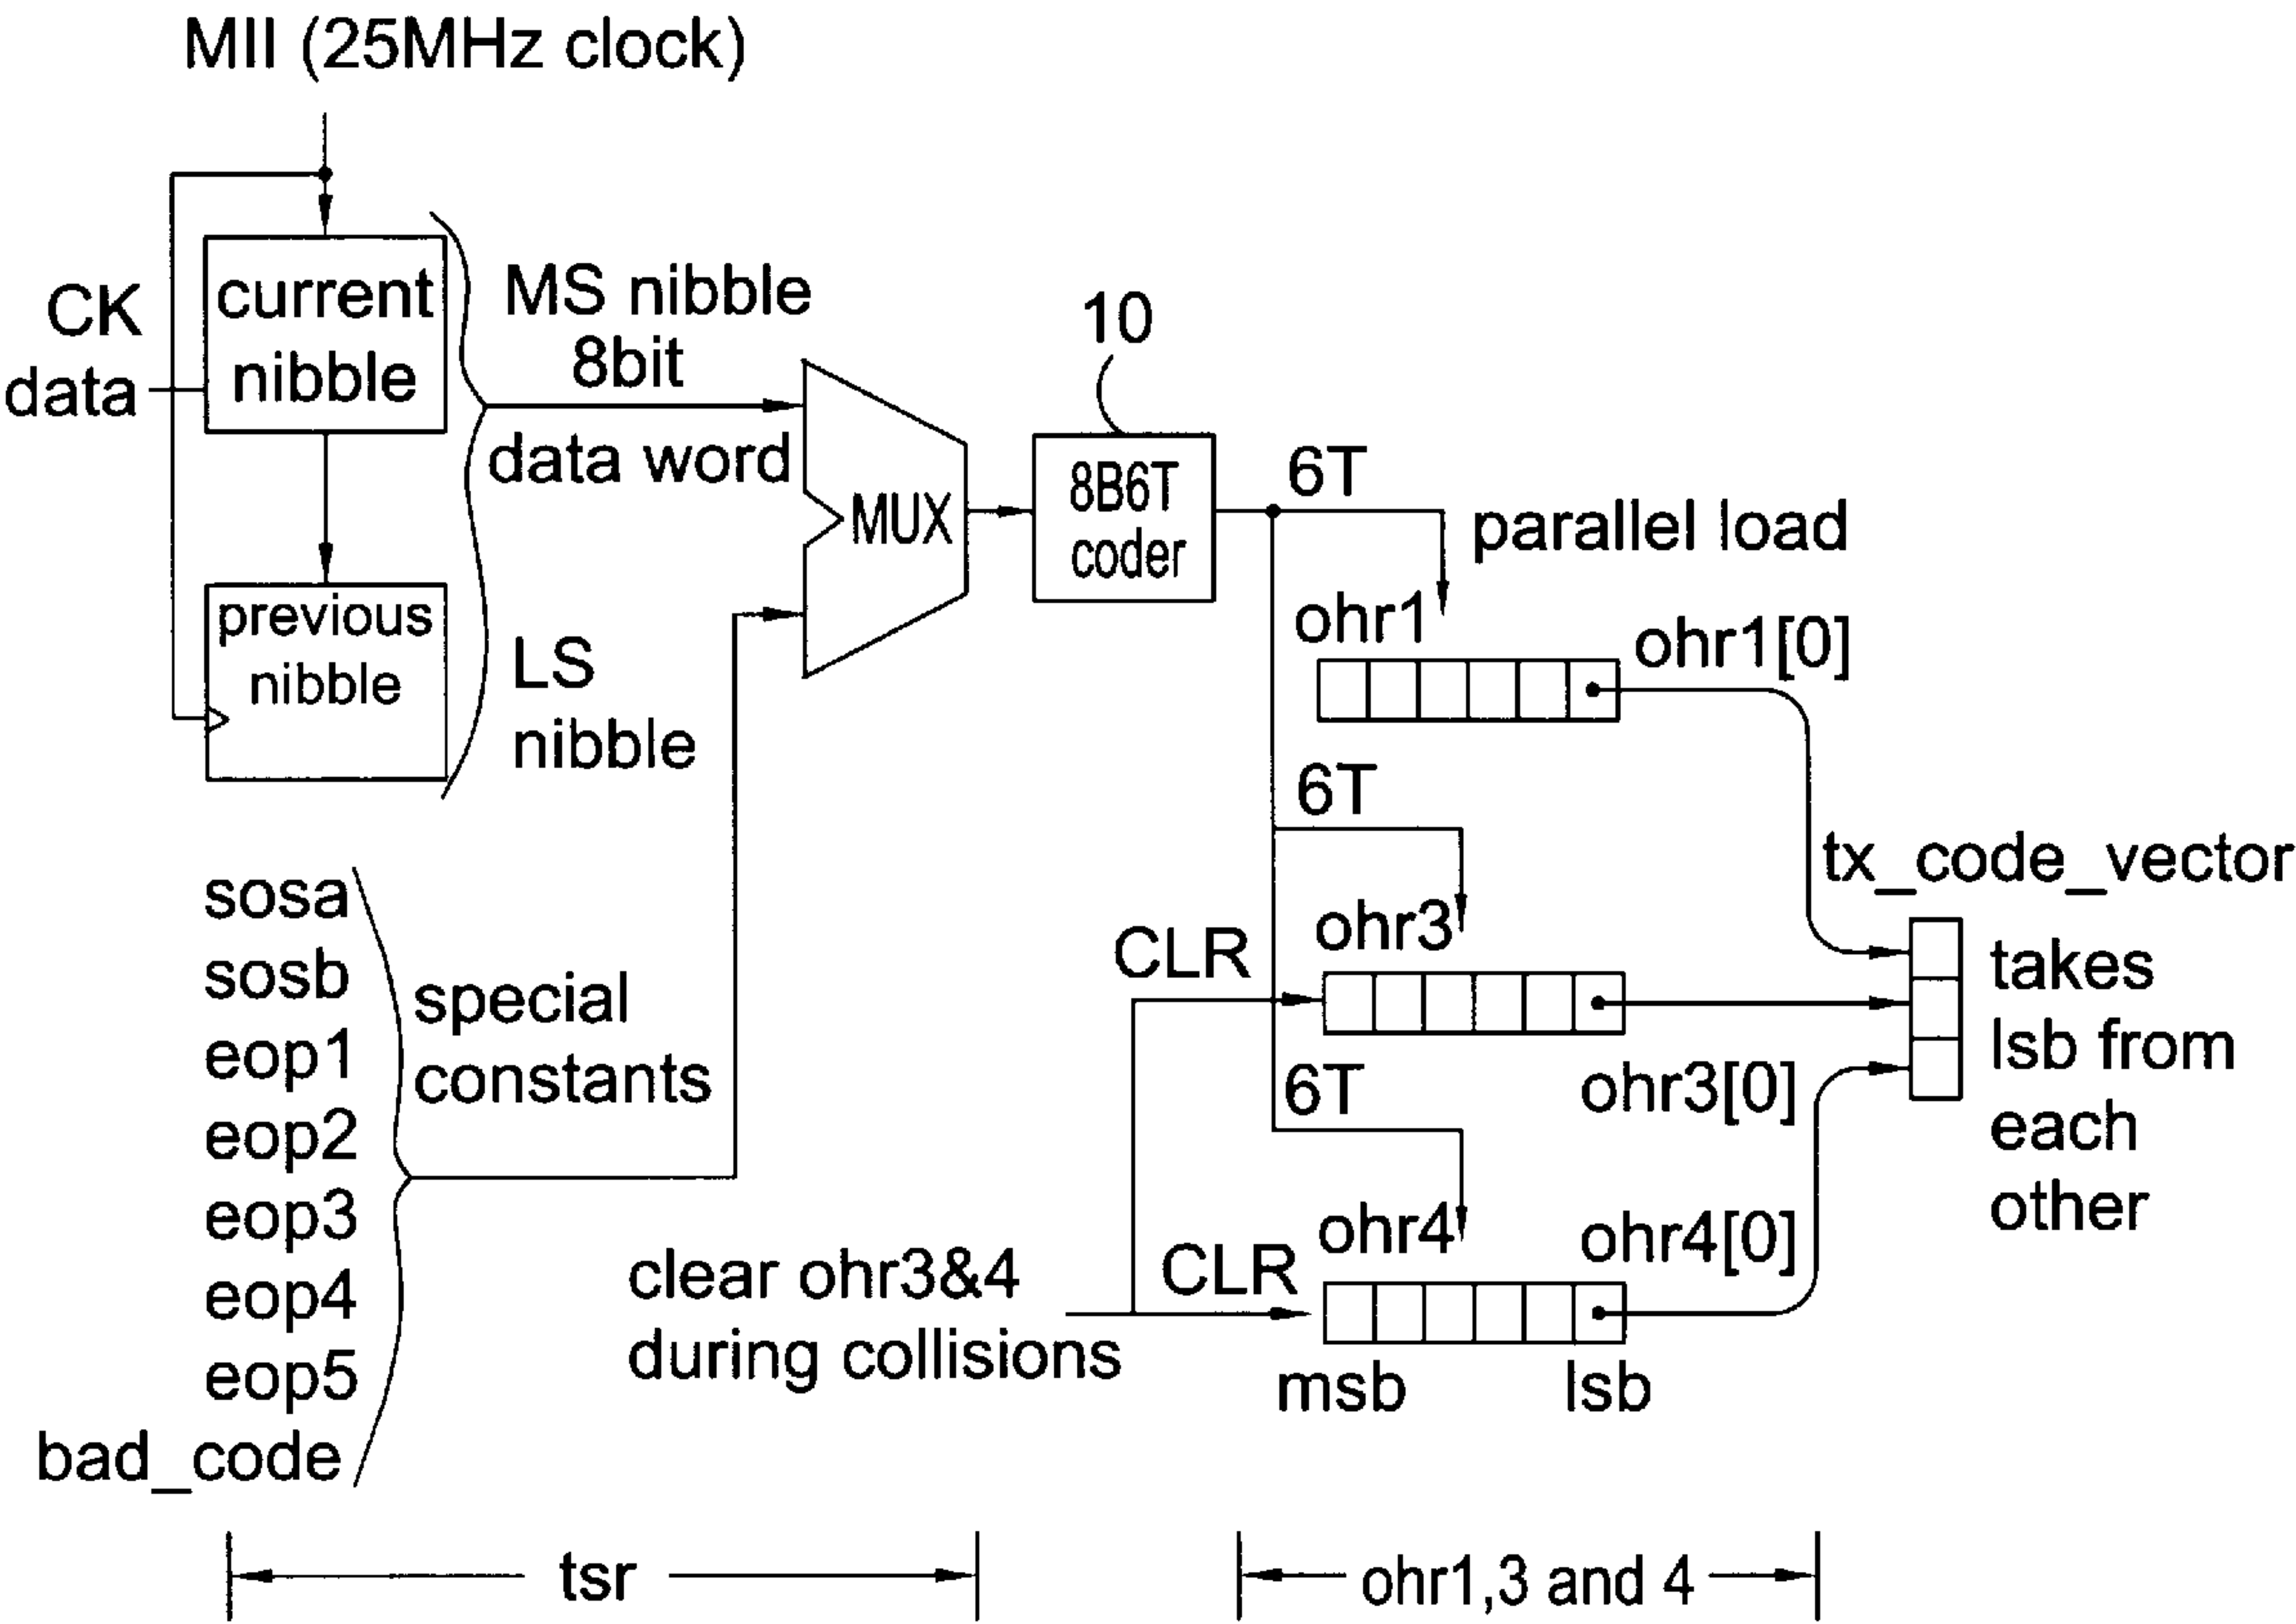 MII (25MHz clock)
CK
data
current
nibble
previous
nibble
MS nibble
8bit
data word
LS
nibble
MUX
10
8B6T
coder
6T
parallel load
ohr1
ohr1[0]
6T
ohr3
CLR
ohr3[0]
6T
ohr4
CLR
ohr4[0]
msb
lsb
tx_code_vector
takes
lsb from
each
other
sosa
sosb
eop1
eop2
eop3
eop4
eop5
bad_code
special
constants
clear ohr3&4
during collisions
tsr
ohr1,3 and 4